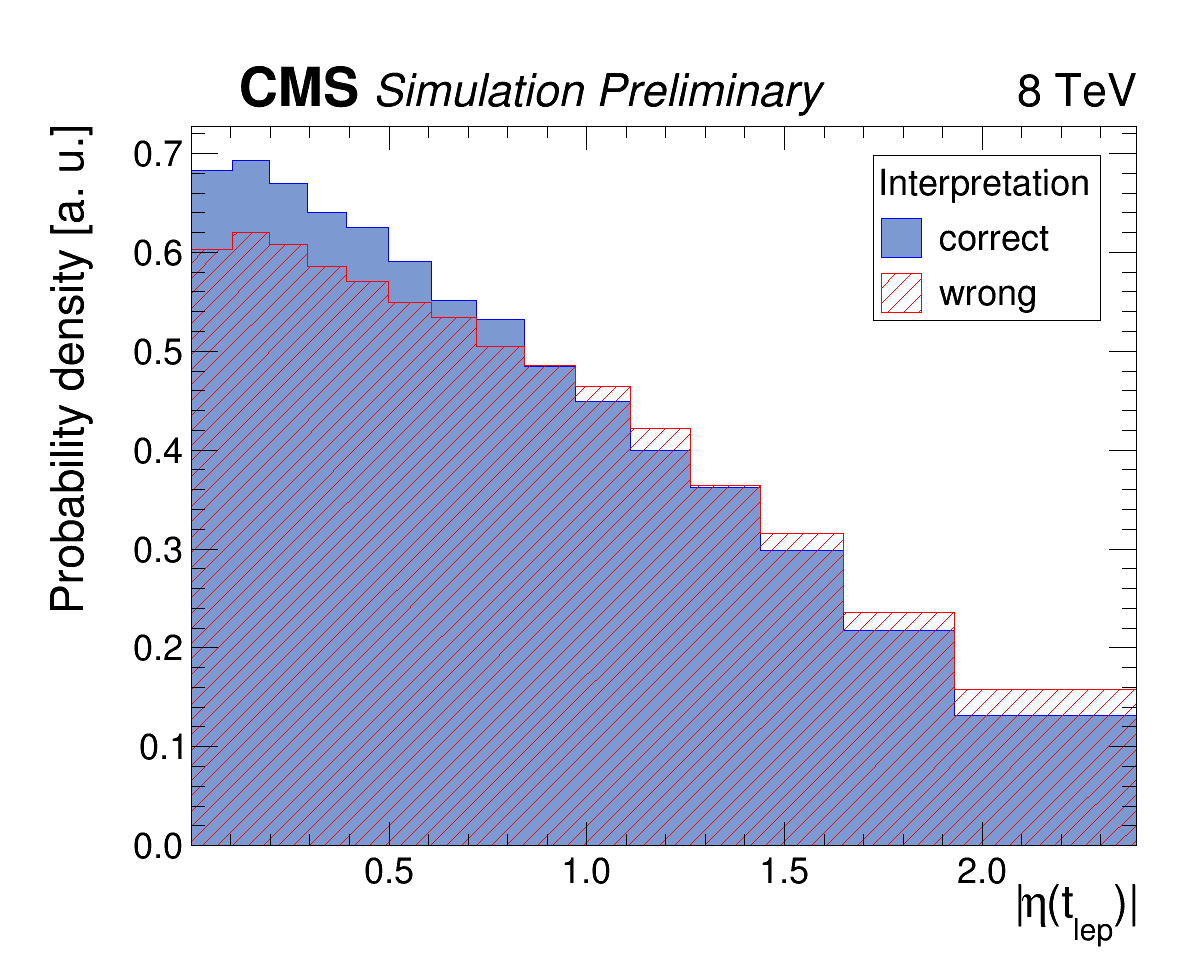 CMS Simulation Preliminary 8 TeV
Probability density [a. u.]
0.7
0.6
0.5
0.4
0.3
0.2
0.1
0.0
Interpretation
correct
wrong
0.5 1.0 1.5 2.0
|η(t_lep)|